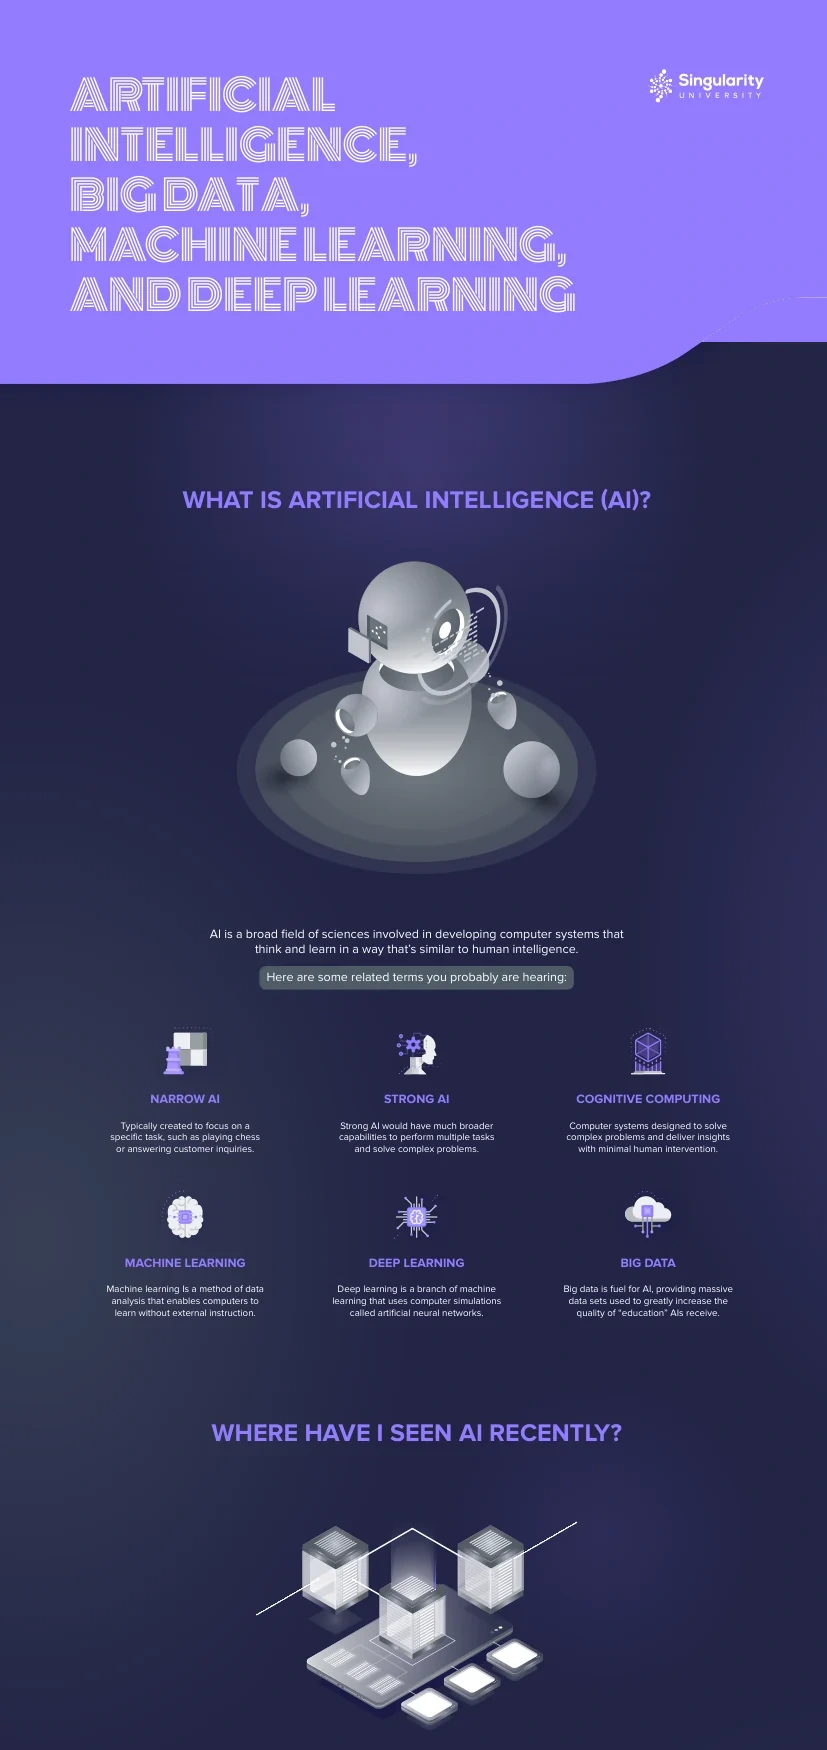 ARTIFICIAL
INTELLIGENCE,
BIG DATA,
MACHINE LEARNING,
AND DEEP LEARNING
Singularity
UNIVERSITY
WHAT IS ARTIFICIAL INTELLIGENCE (AI)?
AI is a broad field of sciences involved in developing computer systems that
think and learn in a way that's similar to human intelligence.
Here are some related terms you probably are hearing:
NARROW AI
Typically created to focus on a
specific task, such as playing chess
or answering customer inquiries.
STRONG AI
Strong AI would have much broader
capabilities to perform multiple tasks
and solve complex problems.
COGNITIVE COMPUTING
Computer systems designed to solve
complex problems and deliver insights
with minimal human intervention.
MACHINE LEARNING
Machine learning Is a method of data
analysis that enables computers to
learn without external instruction.
DEEP LEARNING
Deep learning is a branch of machine
learning that uses computer simulations
called artificial neural networks.
BIG DATA
Big data is fuel for AI, providing massive
data sets used to greatly increase the
quality of “education” AIs receive.
WHERE HAVE I SEEN AI RECENTLY?